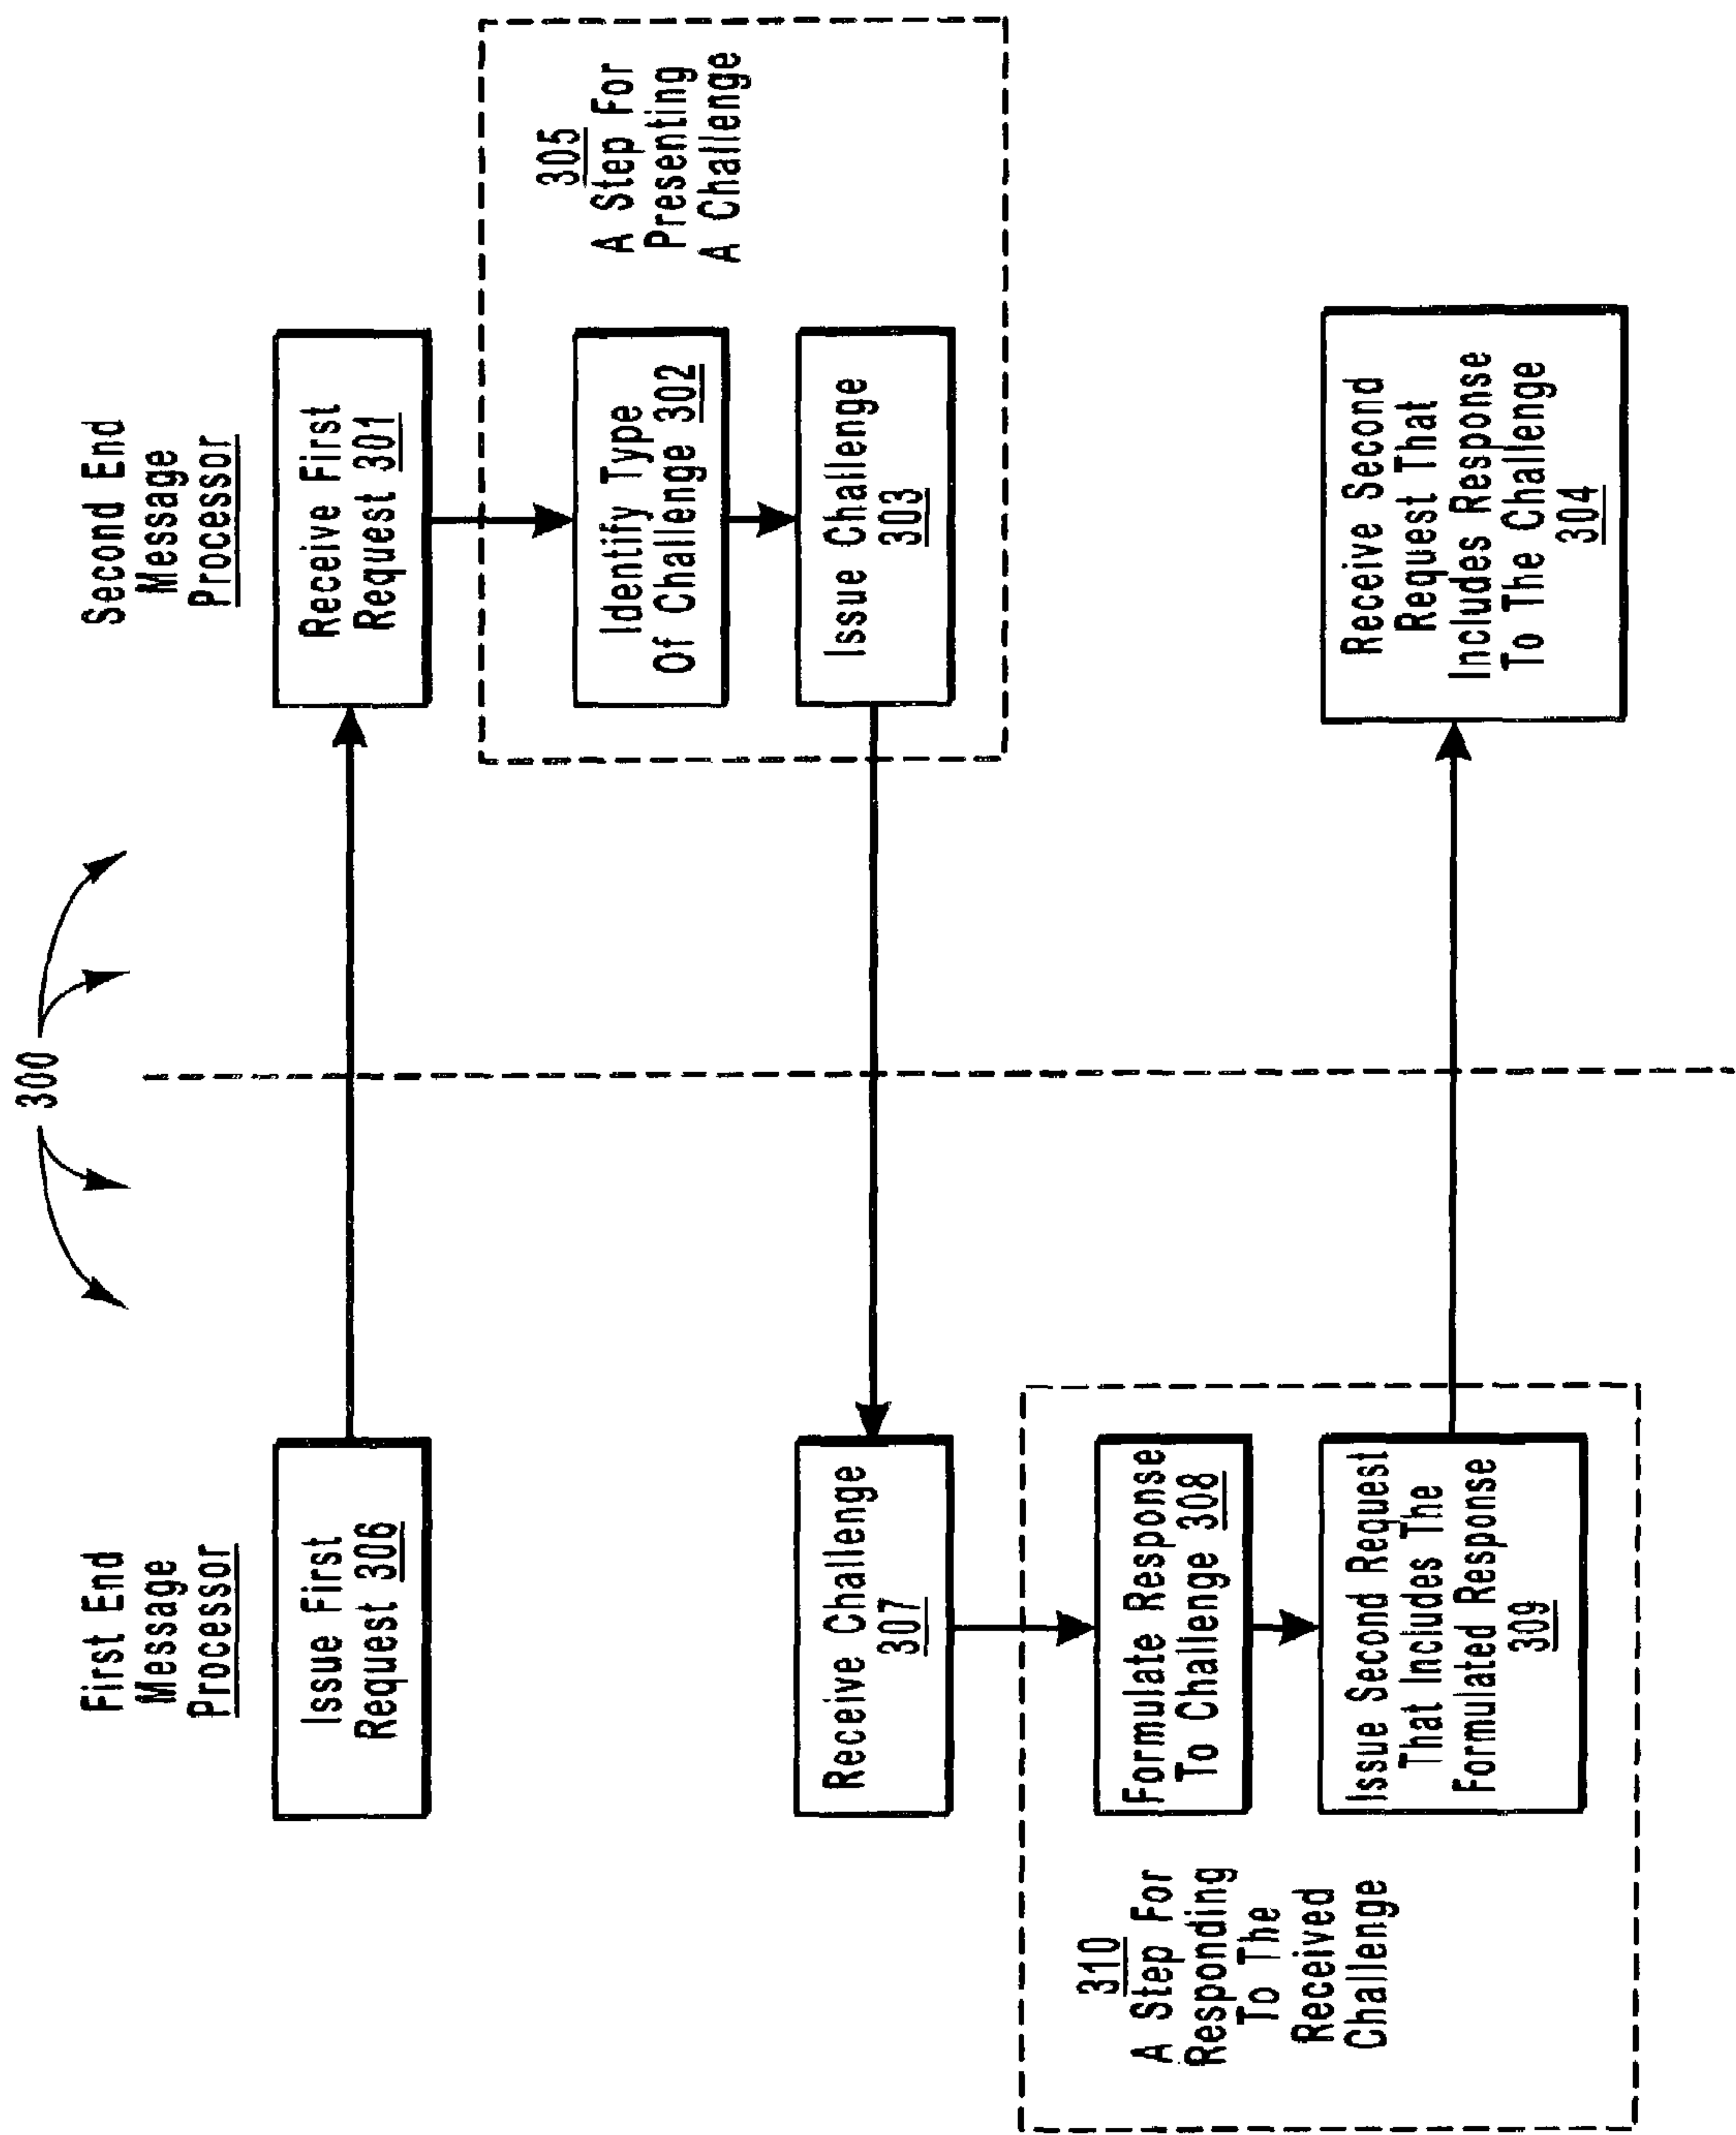 300
First End
Message
Processor
Second End
Message
Processor
Issue First
Request 306
Receive First
Request 301
305
A Step For
Presenting
A Challenge
Identify Type
Of Challenge 302
Issue Challenge
303
Receive Challenge
307
310
A Step For
Responding
To The
Received
Challenge
Formulate Response
To Challenge 308
Issue Second Request
That Includes The
Formulated Response
309
Receive Second
Request That
Includes Response
To The Challenge
304